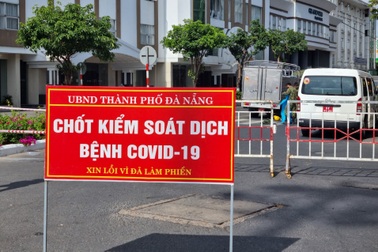 UBND THÀNH PHỐ ĐÀ NẴNG
CHỐT KIỂM SOÁT DỊCH
BỆNH COVID-19
XIN LỖI VÌ ĐÃ LÀM PHIỀN